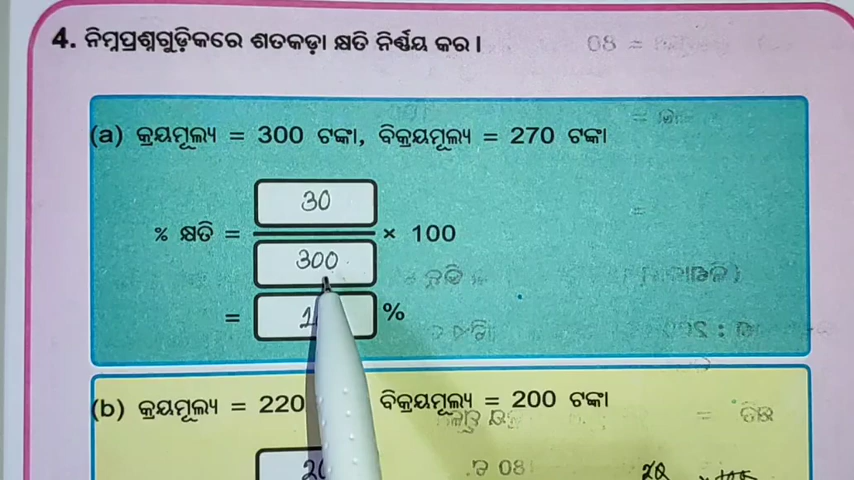 4. ନିମ୍ନପ୍ରଶ୍ନଗୁଡ଼ିକରେ ଶତକଡ଼ା କ୍ଷତି ନିର୍ଣ୍ଣୟ କର ।
(a) କ୍ରୟମୂଲ୍ୟ = 300 ଟଙ୍କା, ବିକ୍ରୟମୂଲ୍ୟ = 270 ଟଙ୍କା
30
% କ୍ଷତି = × 100
300
= %
(b) କ୍ରୟମୂଲ୍ୟ = 220 ବିକ୍ରୟମୂଲ୍ୟ = 200 ଟଙ୍କା